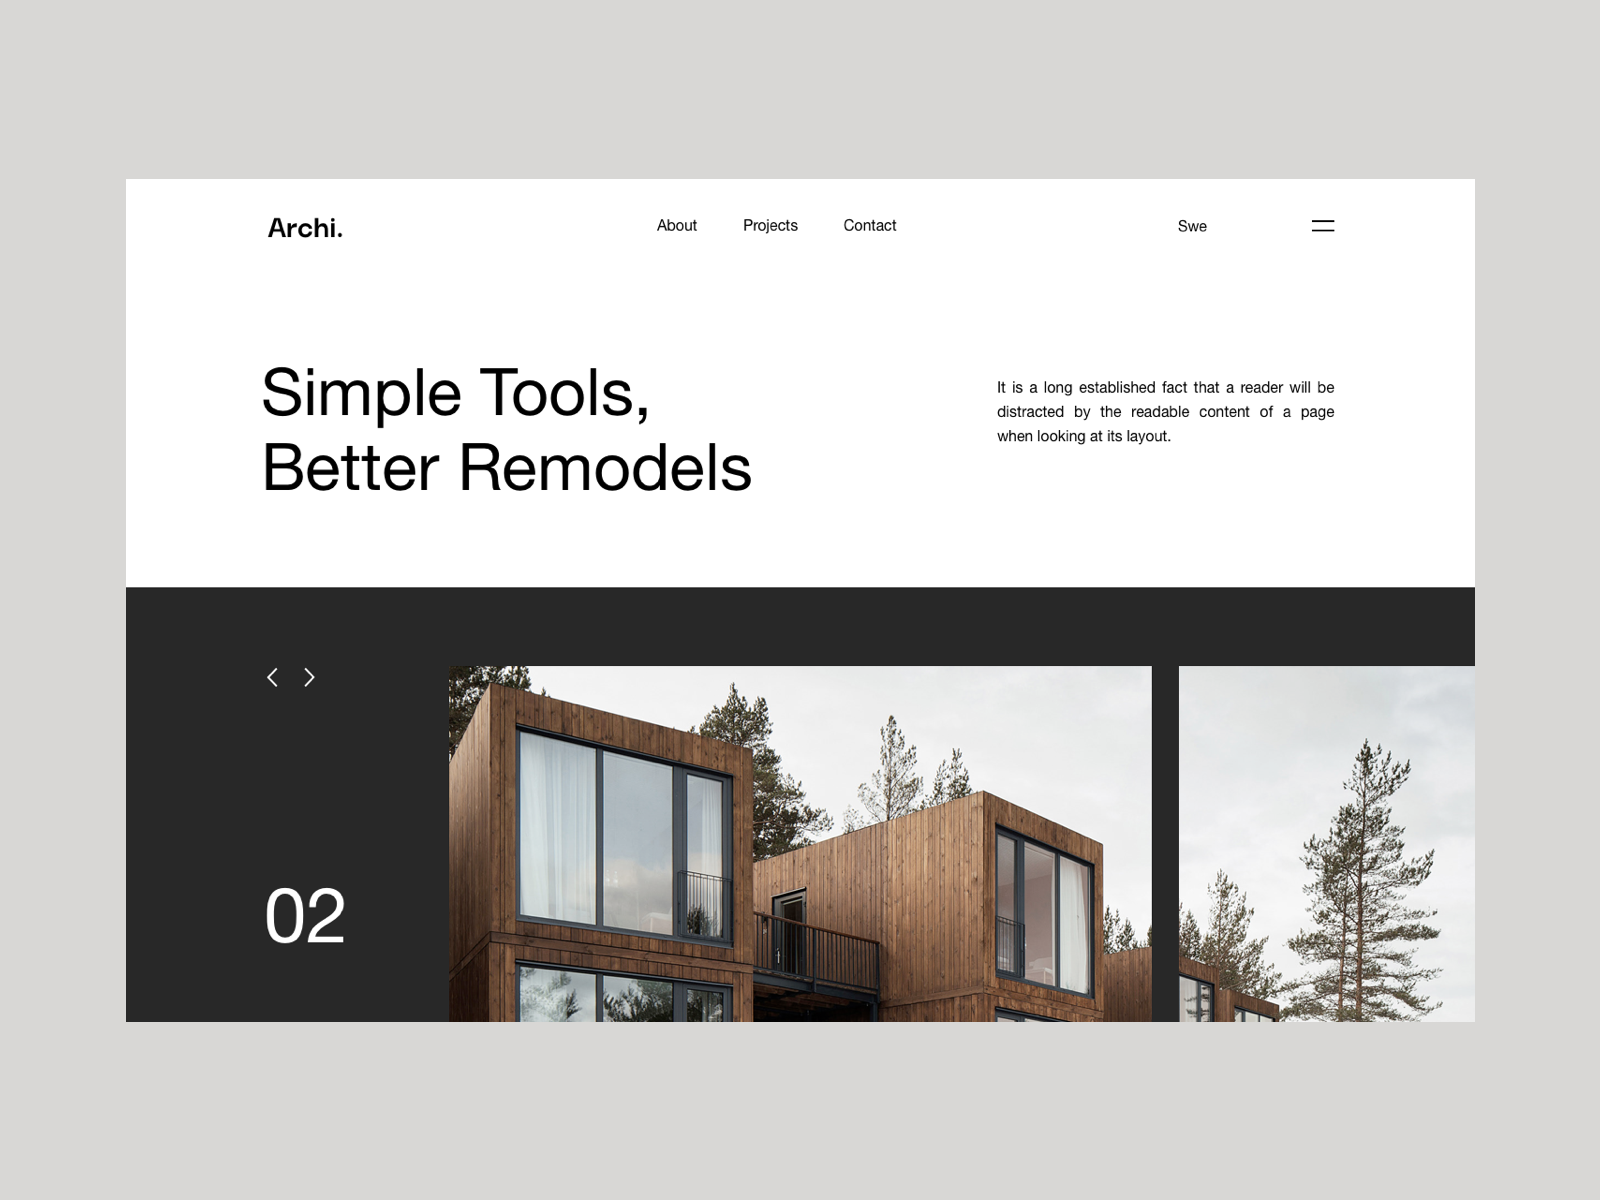 Archi.
About Projects Contact
Swe
Simple Tools,
Better Remodels
It is a long established fact that a reader will be
distracted by the readable content of a page
when looking at its layout.
02